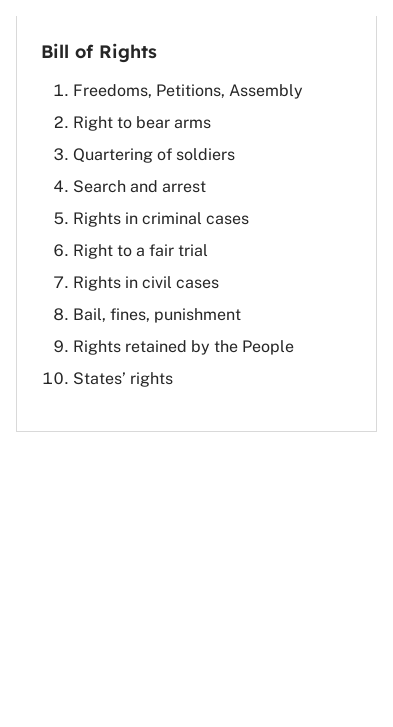 Bill of Rights
1. Freedoms, Petitions, Assembly
2. Right to bear arms
3. Quartering of soldiers
4. Search and arrest
5. Rights in criminal cases
6. Right to a fair trial
7. Rights in civil cases
8. Bail, fines, punishment
9. Rights retained by the People
10. States’ rights